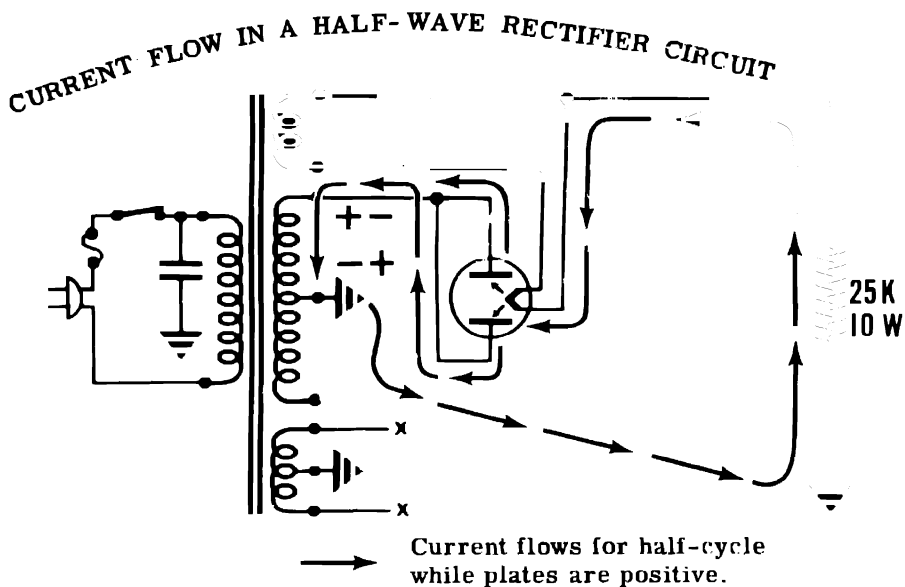 CURRENT FLOW IN A HALF-WAVE RECTIFIER CIRCUIT
+ -
- +
25K
10 W
x
x
Current flows for half-cycle
while plates are positive.